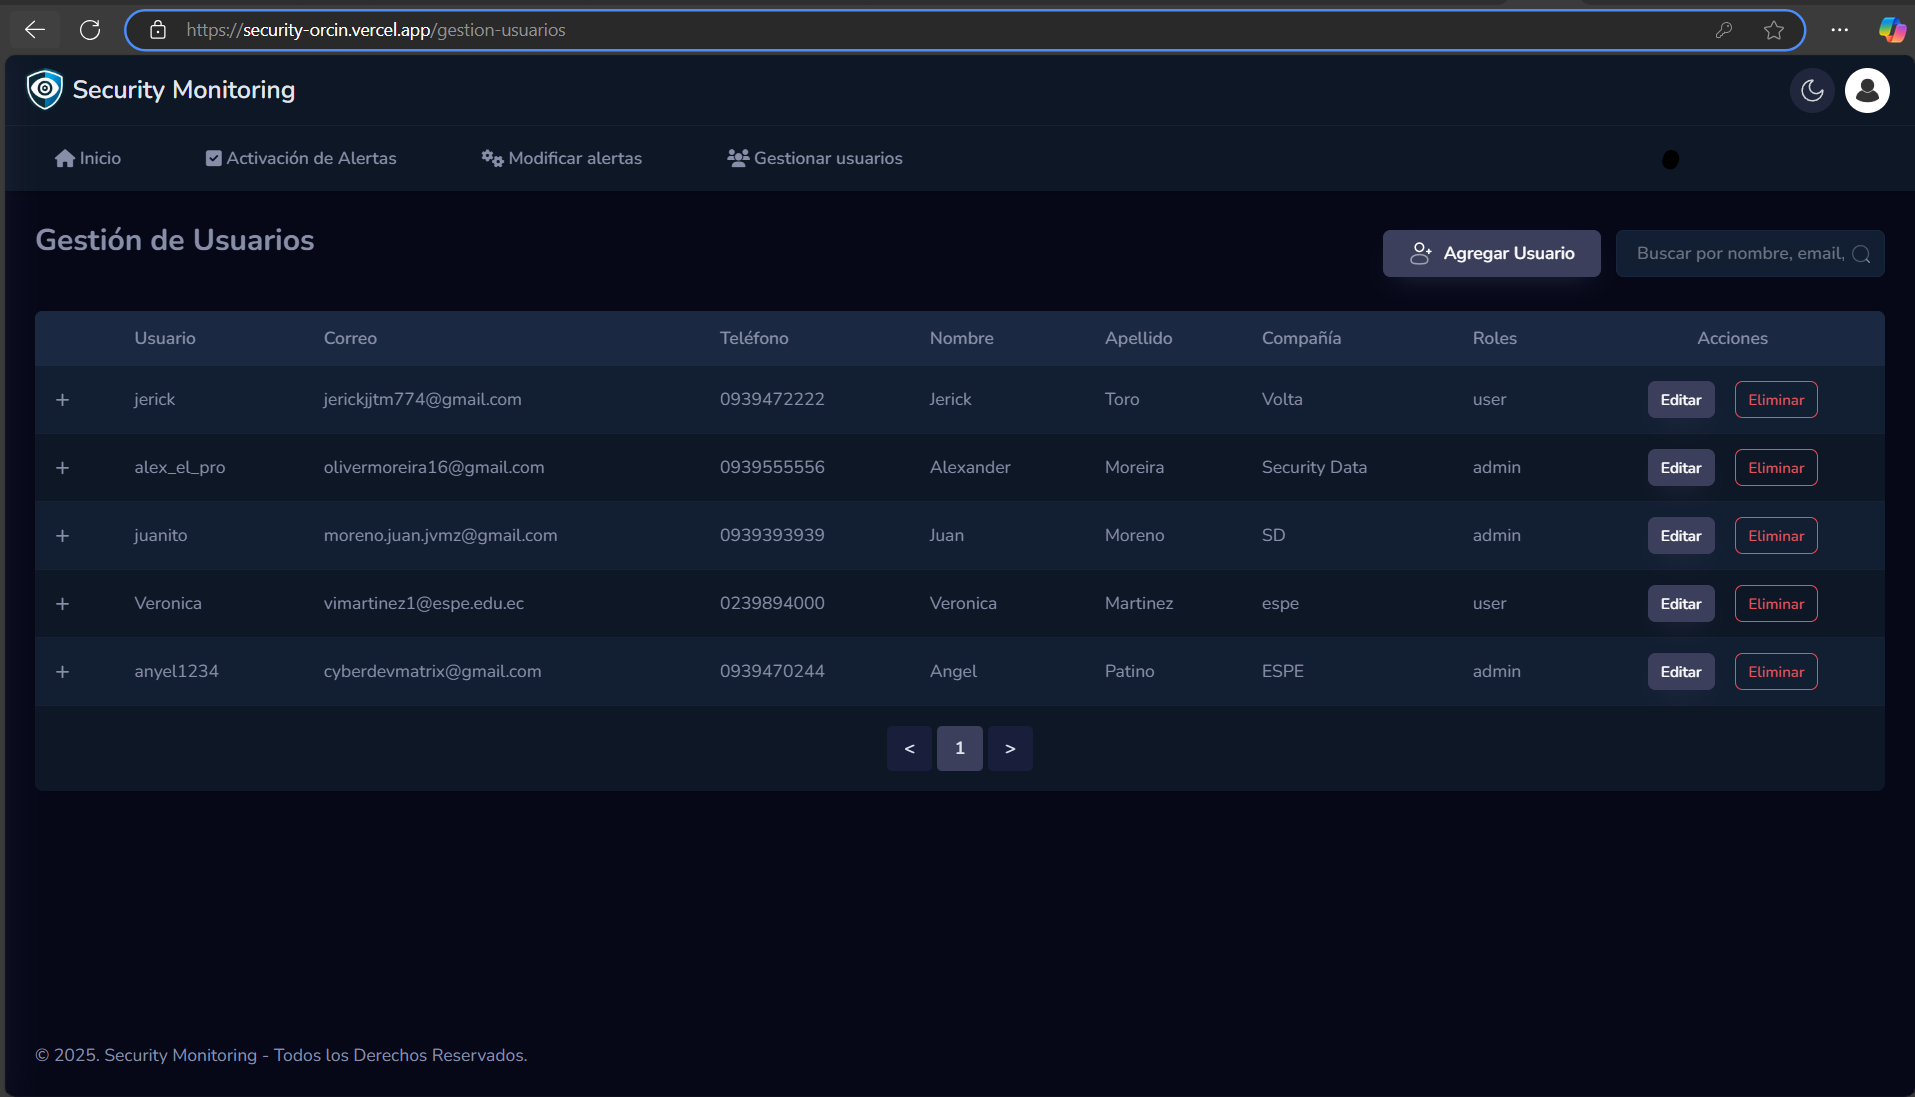 https://security-orcin.vercel.app/gestion-usuarios
Security Monitoring
Inicio Activación de Alertas Modificar alertas Gestionar usuarios
Gestión de Usuarios
Agregar Usuario
Buscar por nombre, email,
Usuario Correo Teléfono Nombre Apellido Compañía Roles Acciones
+ jerick jerickjjtm774@gmail.com 0939472222 Jerick Toro Volta user Editar Eliminar
+ alex_el_pro olivermoreira16@gmail.com 0939555556 Alexander Moreira Security Data admin Editar Eliminar
+ juanito moreno.juan.jvmz@gmail.com 0939393939 Juan Moreno SD admin Editar Eliminar
+ Veronica vimartinez1@espe.edu.ec 0239894000 Veronica Martinez espe user Editar Eliminar
+ anyel1234 cyberdevmatrix@gmail.com 0939470244 Angel Patino ESPE admin Editar Eliminar
< 1 >
© 2025. Security Monitoring - Todos los Derechos Reservados.